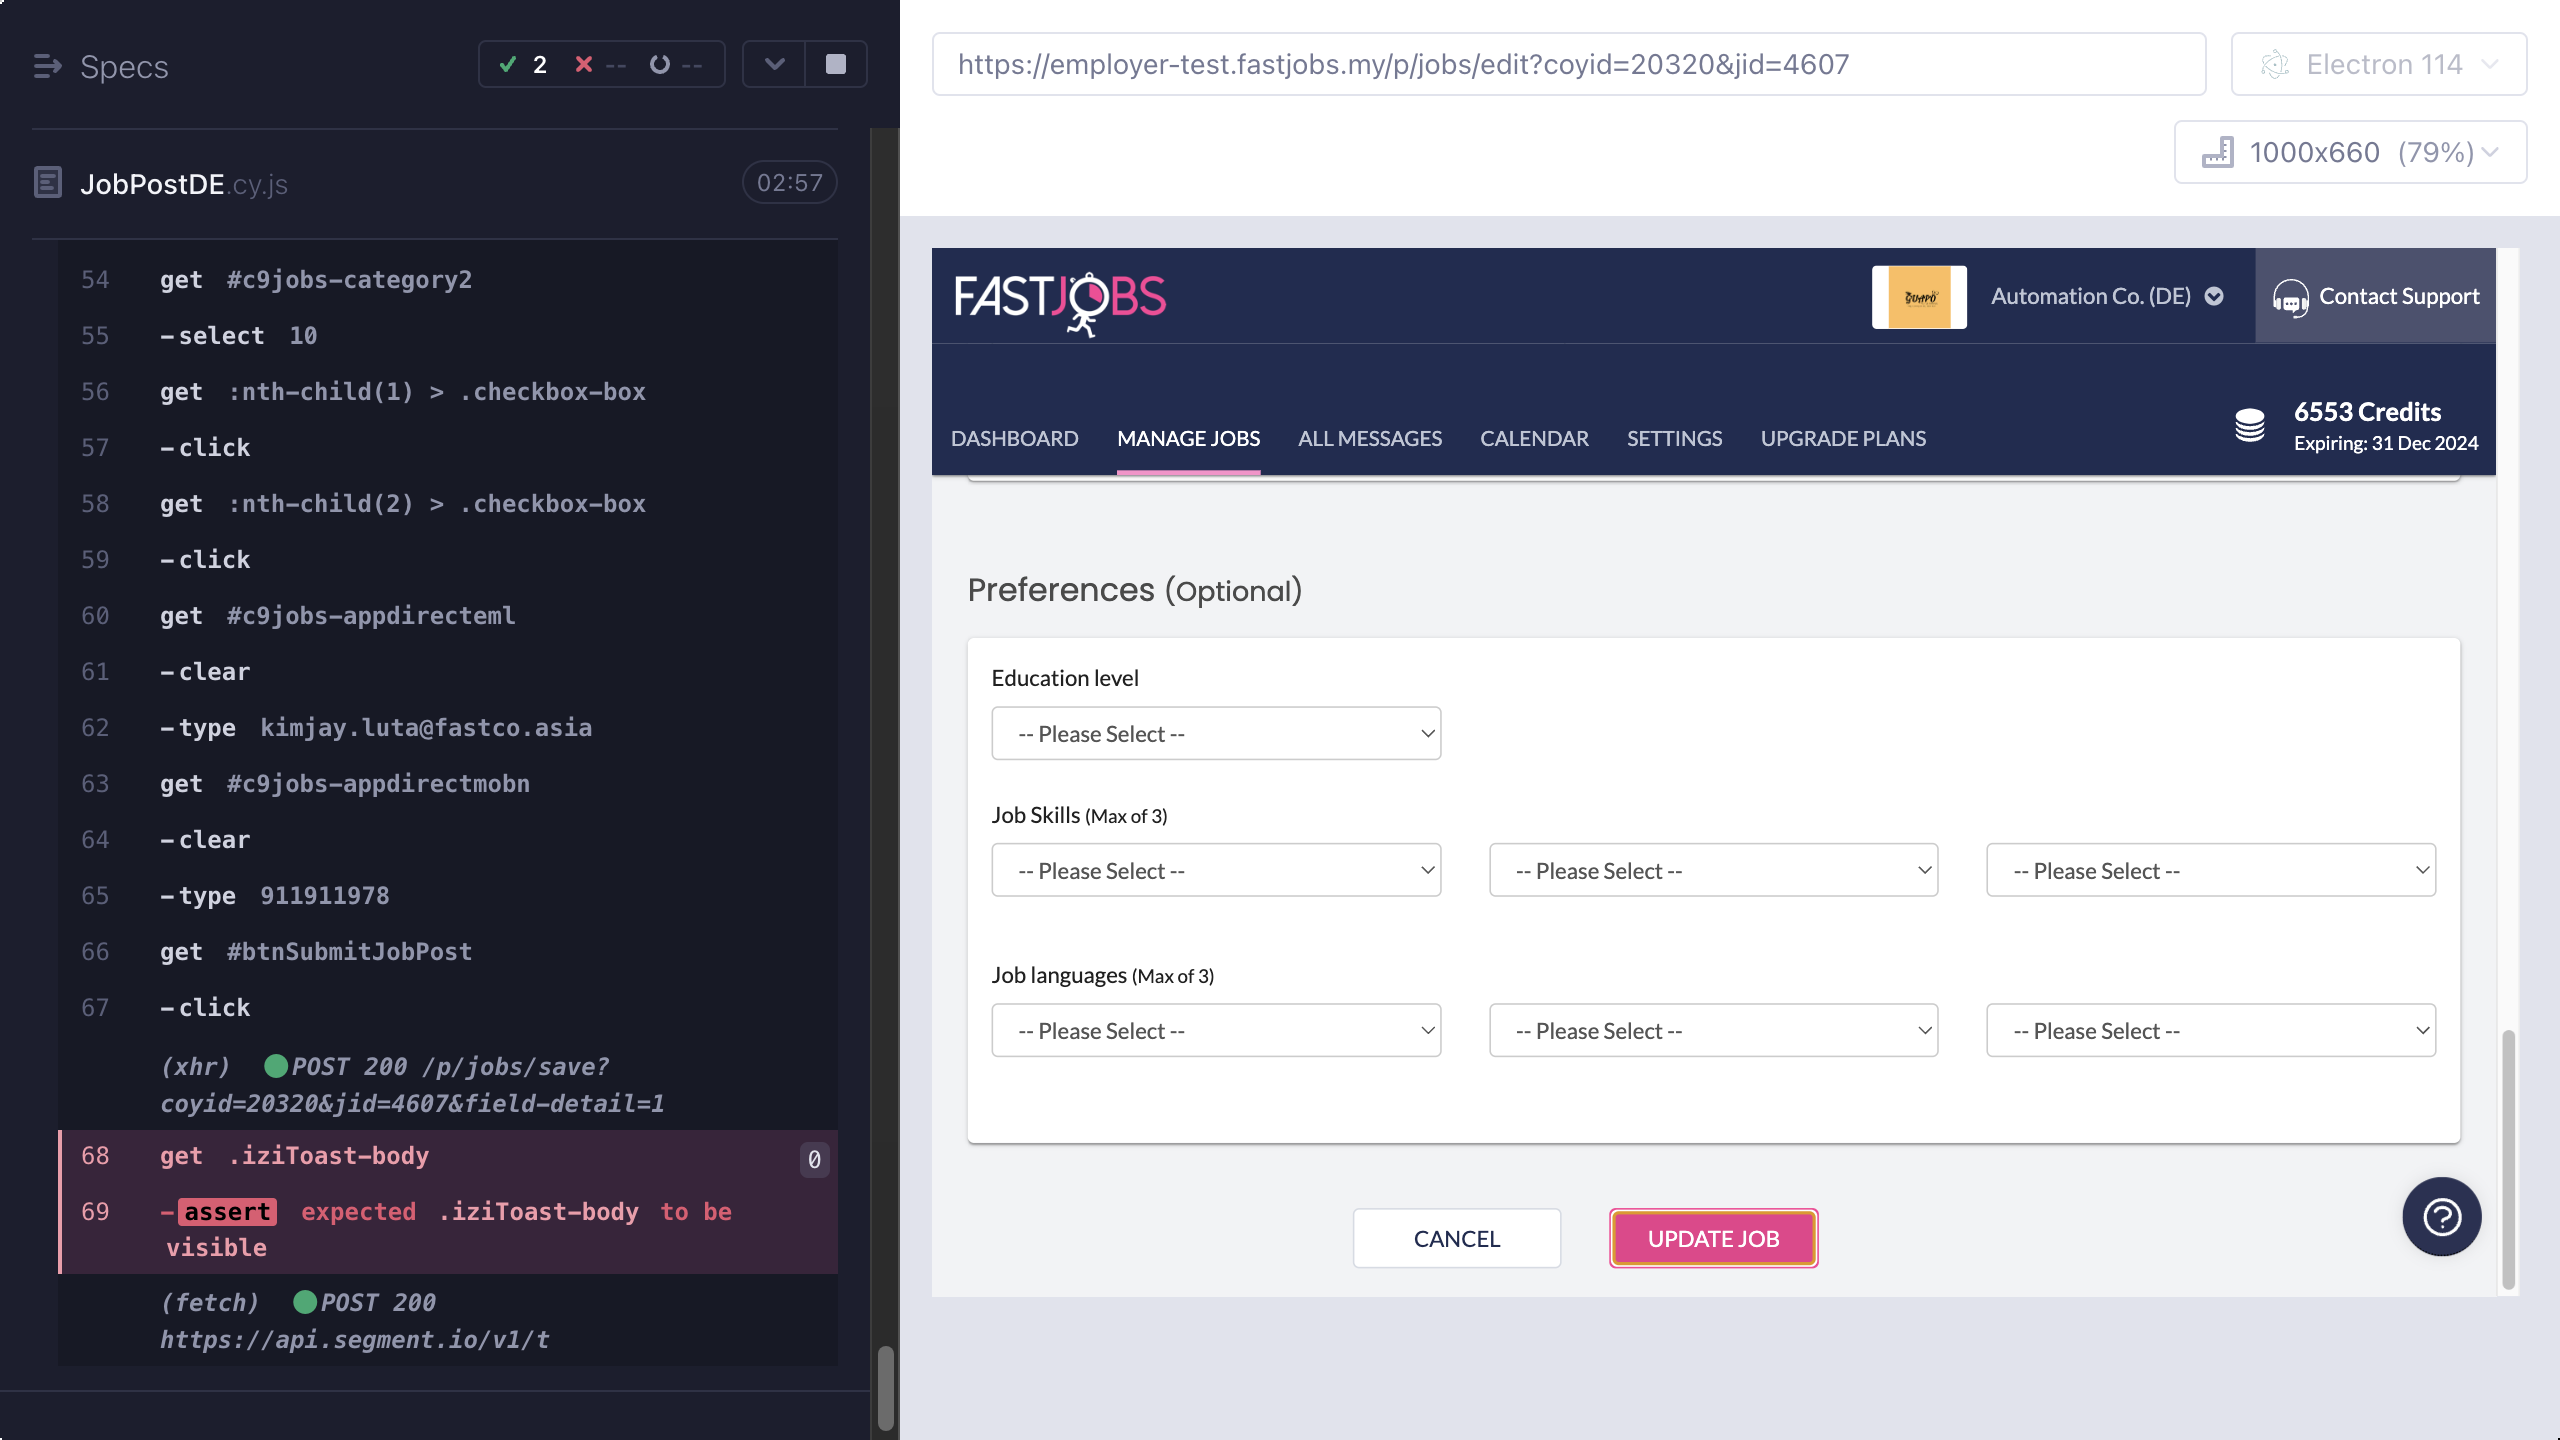 Specs
2 -- --
JobPostDE.cy.js 02:57
54 get #c9jobs-category2
55 -select 10
56 get :nth-child(1) > .checkbox-box
57 -click
58 get :nth-child(2) > .checkbox-box
59 -click
60 get #c9jobs-appdirecteml
61 -clear
62 -type kimjay.luta@fastco.asia
63 get #c9jobs-appdirectmobn
64 -clear
65 -type 911911978
66 get #btnSubmitJobPost
67 -click
(xhr) POST 200 /p/jobs/save?
coyid=20320&jid=4607&field-detail=1
68 get .iziToast-body 0
69 -assert expected .iziToast-body to be
visible
(fetch) POST 200
https://api.segment.io/v1/t
https://employer-test.fastjobs.my/p/jobs/edit?coyid=20320&jid=4607
Electron 114
1000x660 (79%)
FASTJOBS
GUAPO
Automation Co. (DE)
Contact Support
DASHBOARD MANAGE JOBS ALL MESSAGES CALENDAR SETTINGS UPGRADE PLANS
6553 Credits
Expiring: 31 Dec 2024
Preferences (Optional)
Education level
-- Please Select --
Job Skills (Max of 3)
-- Please Select -- -- Please Select -- -- Please Select --
Job languages (Max of 3)
-- Please Select -- -- Please Select -- -- Please Select --
CANCEL UPDATE JOB
?